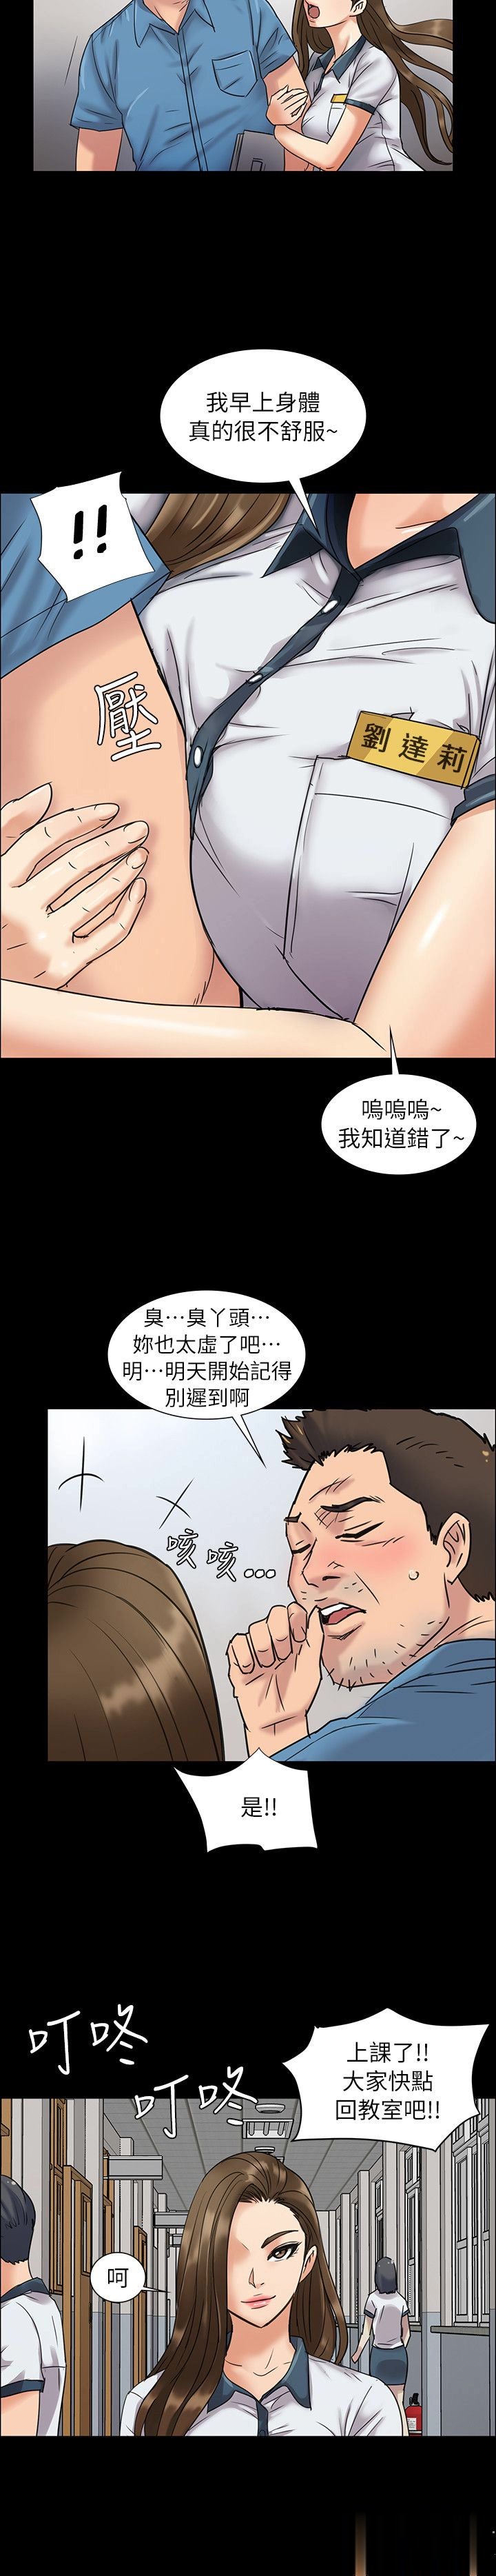 我早上身體
真的很不舒服~
!!
壓
劉達莉
嗚嗚嗚~
我知道錯了~
臭…臭丫頭…
妳也太虛了吧…
明…明天開始記得
別遲到啊
咳咳…
是!!
叮咚
叮咚
上課了!!
大家快點
回教室吧!!
呵